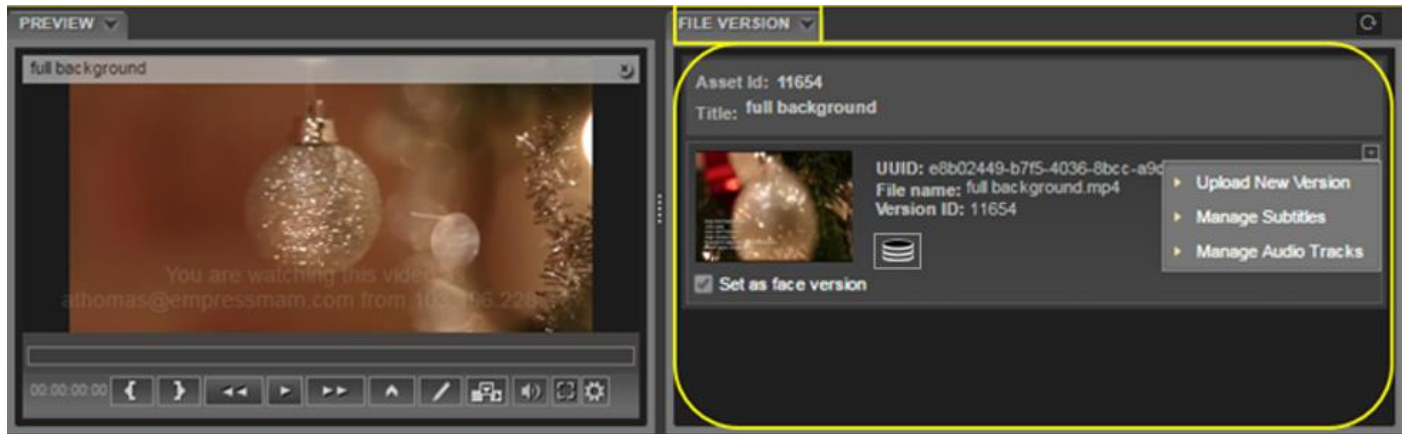 PREVIEW
full background
You are watching this video
athomas@empressmam.com from
00:00:00:00
FILE VERSION
Asset Id: 11654
Title: full background
UUID: e8b02449-b7f5-4036-8bcc-a9c
File name: full background.mp4
Version ID: 11654
Set as face version
Upload New Version
Manage Subtitles
Manage Audio Tracks